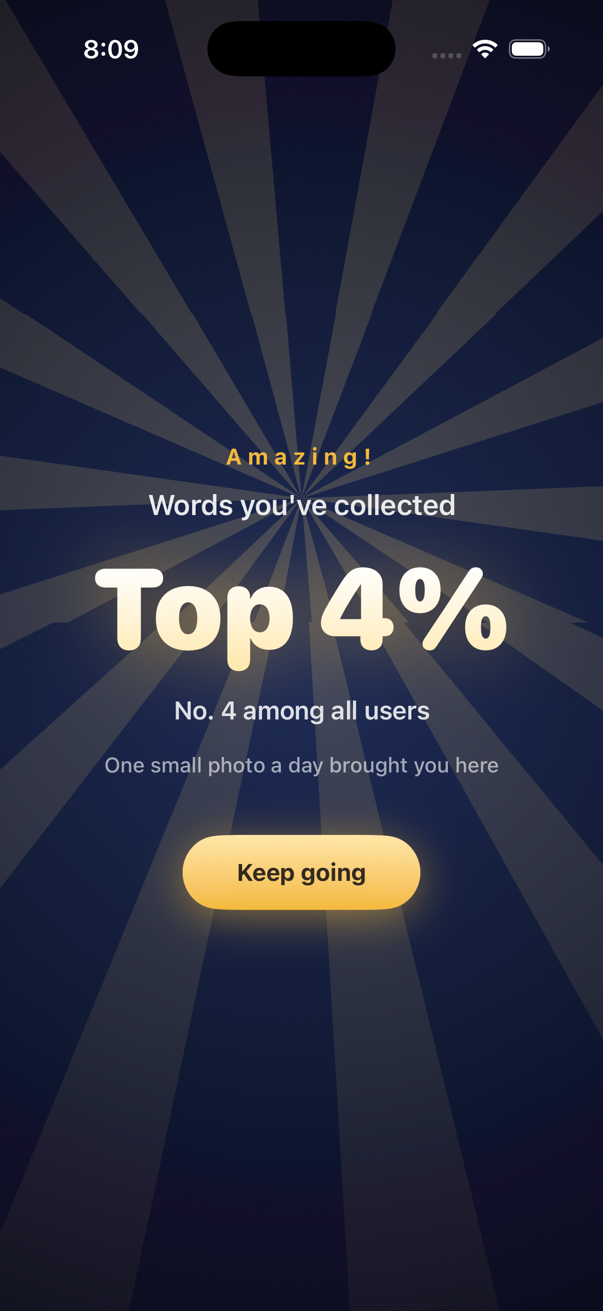 8:09
Amazing!
Words you've collected
Top 4%
No. 4 among all users
One small photo a day brought you here
Keep going